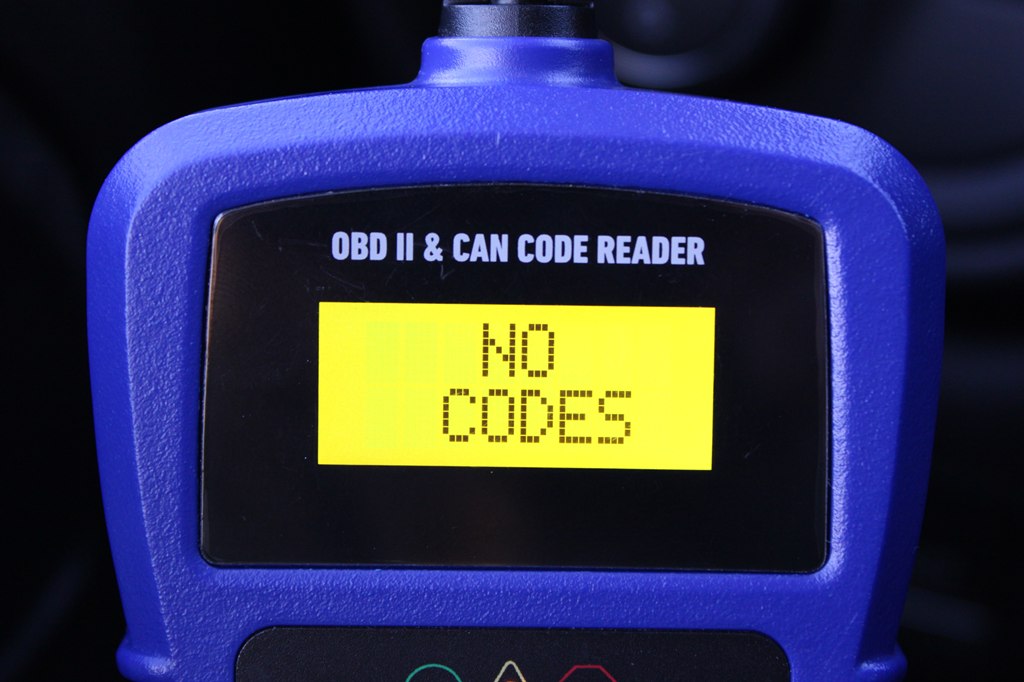 OBD II & CAN CODE READER
NO
CODES